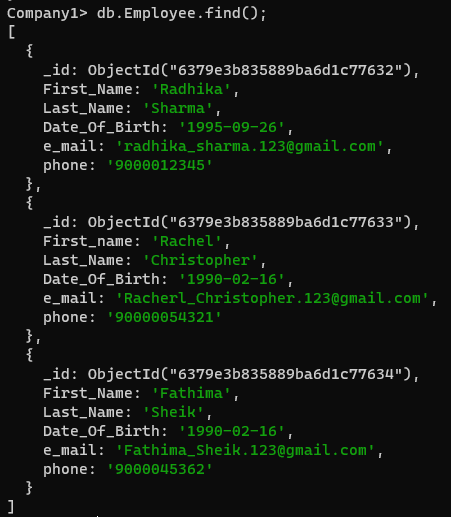 Company1> db.Employee.find();
[
  {
    _id: ObjectId("6379e3b835889ba6d1c77632"),
    First_Name: 'Radhika',
    Last_Name: 'Sharma',
    Date_Of_Birth: '1995-09-26',
    e_mail: 'radhika_sharma.123@gmail.com',
    phone: '9000012345'
  },
  {
    _id: ObjectId("6379e3b835889ba6d1c77633"),
    First_name: 'Rachel',
    Last_Name: 'Christopher',
    Date_Of_Birth: '1990-02-16',
    e_mail: 'Racherl_Christopher.123@gmail.com',
    phone: '90000054321'
  },
  {
    _id: ObjectId("6379e3b835889ba6d1c77634"),
    First_Name: 'Fathima',
    Last_Name: 'Sheik',
    Date_Of_Birth: '1990-02-16',
    e_mail: 'Fathima_Sheik.123@gmail.com',
    phone: '9000045362'
  }
]